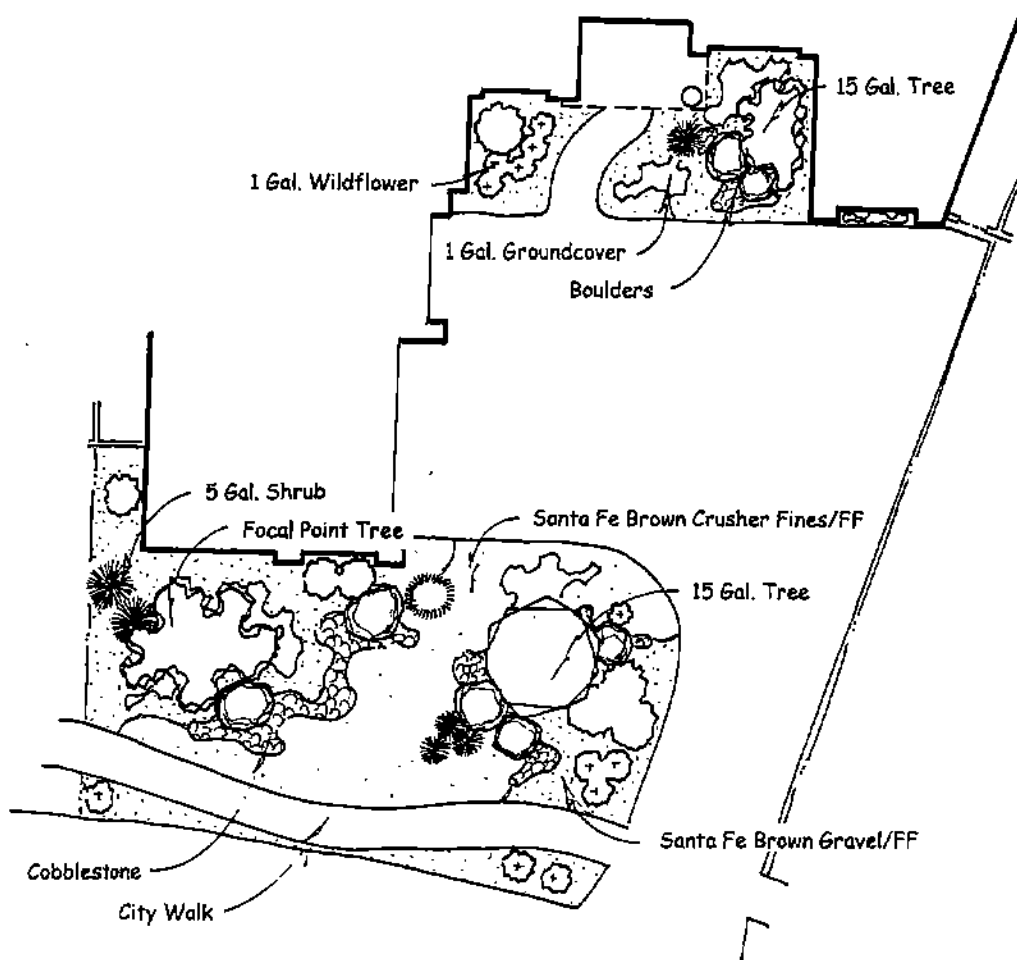 15 Gal. Tree
1 Gal. Wildflower
1 Gal. Groundcover
Boulders
5 Gal. Shrub
Focal Point Tree
Santa Fe Brown Crusher Fines/FF
15 Gal. Tree
Santa Fe Brown Gravel/FF
Cobblestone
City Walk